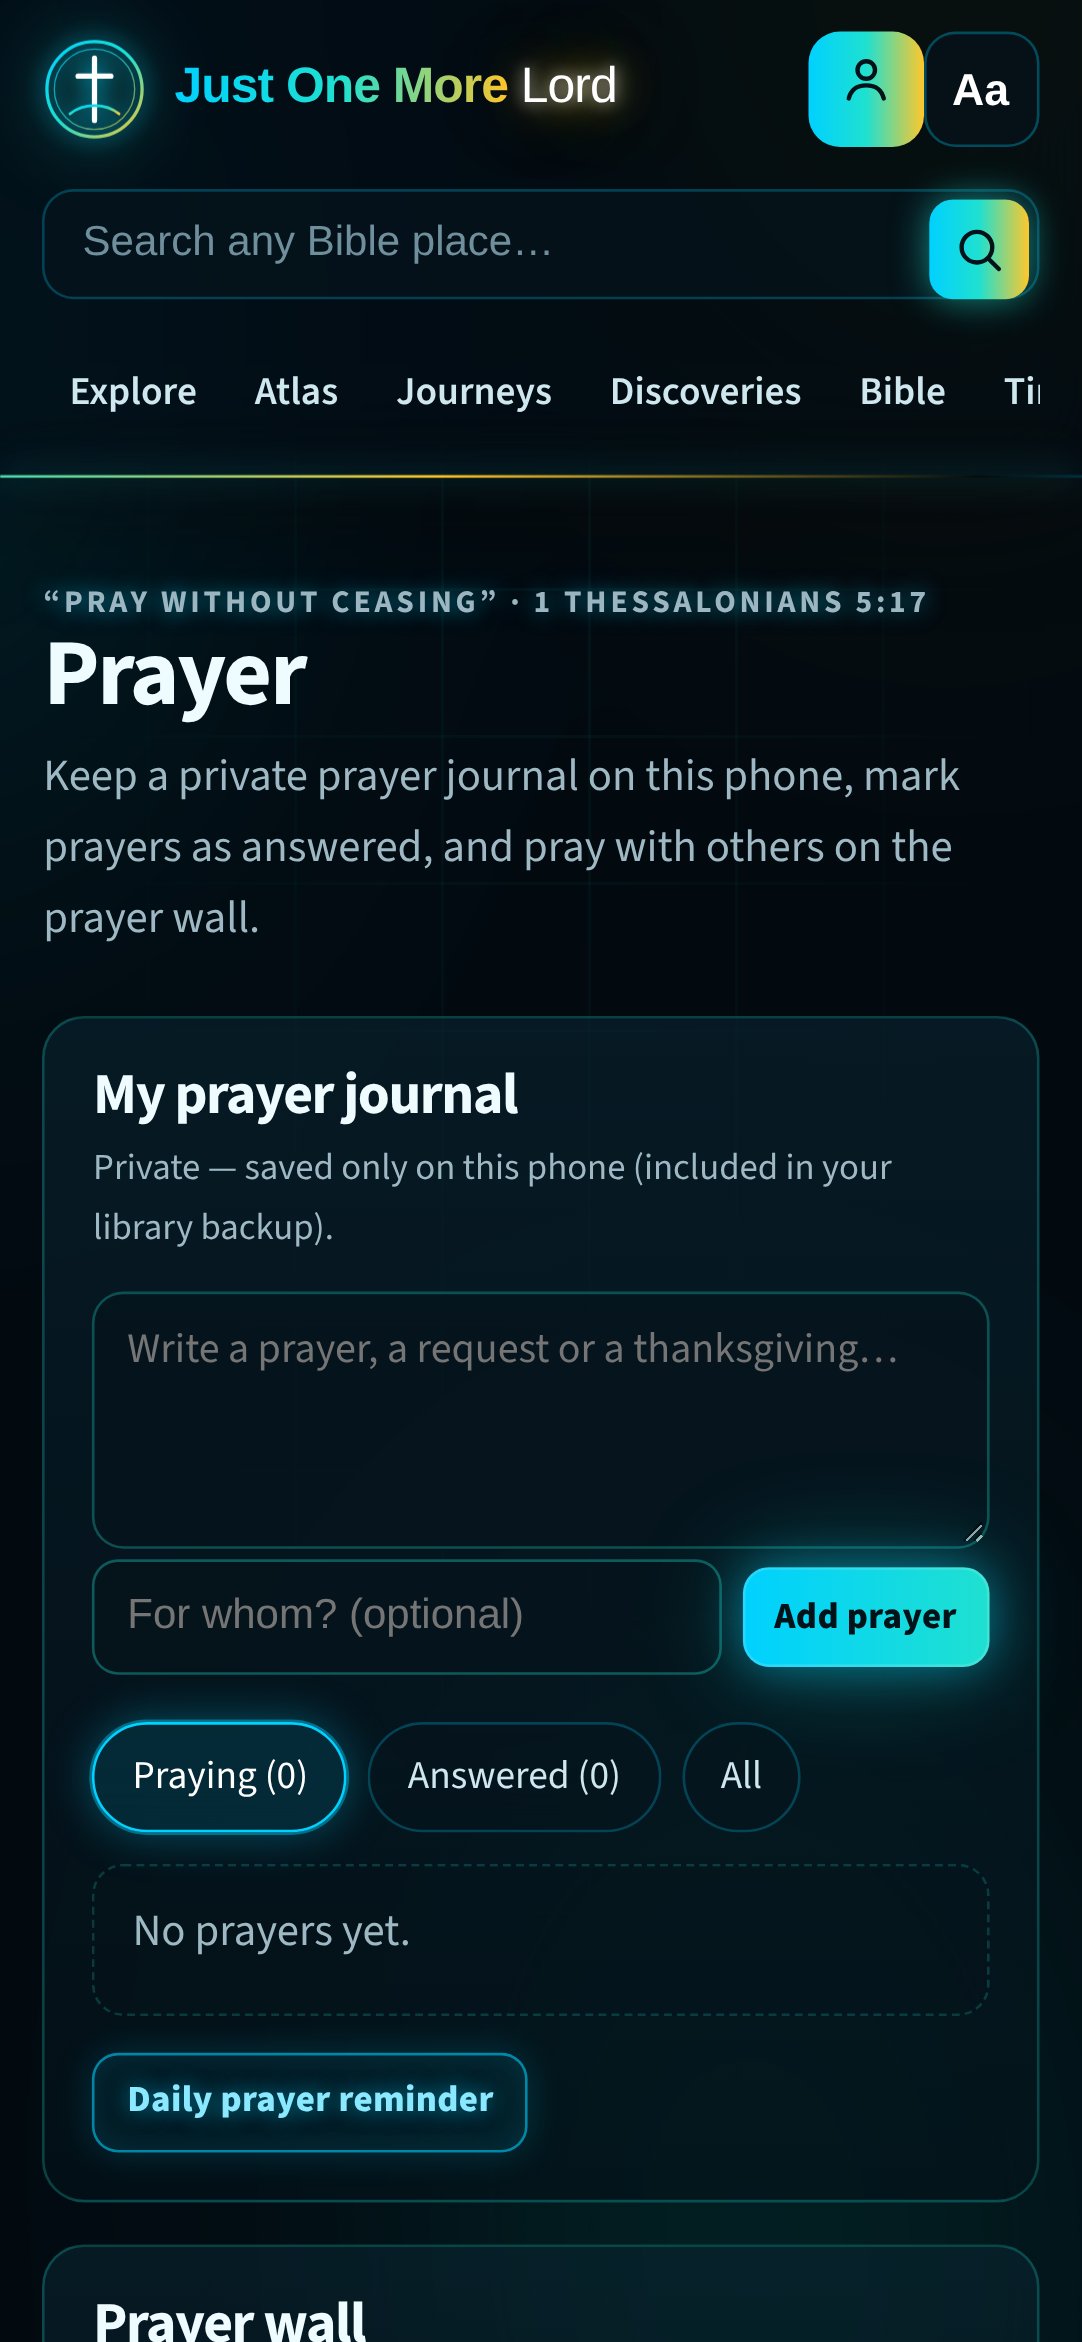 Just One More Lord
Aa
Search any Bible place…
Explore Atlas Journeys Discoveries Bible
“PRAY WITHOUT CEASING” · 1 THESSALONIANS 5:17
Prayer
Keep a private prayer journal on this phone, mark
prayers as answered, and pray with others on the
prayer wall.
My prayer journal
Private — saved only on this phone (included in your
library backup).
Write a prayer, a request or a thanksgiving…
For whom? (optional)
Add prayer
Praying (0) Answered (0) All
No prayers yet.
Daily prayer reminder
Prayer wall